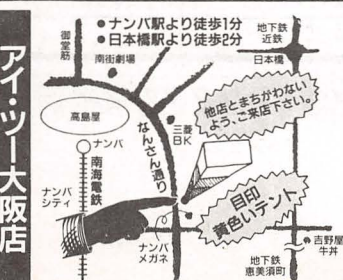 アイ・ツー大阪店
●ナンバ駅より徒歩1分
●日本橋駅より徒歩2分
御堂筋
南街劇場
地下鉄
近鉄
日本橋
高島屋
なんさん通り
三菱
BK
他店とまちかわない
よう、ご来店下さい。
ナンバ
南海電鉄
ナンバ
シティ
目印
黄色いテント
ナンバ
メガネ
吉野屋
牛丼
地下鉄
恵美須町